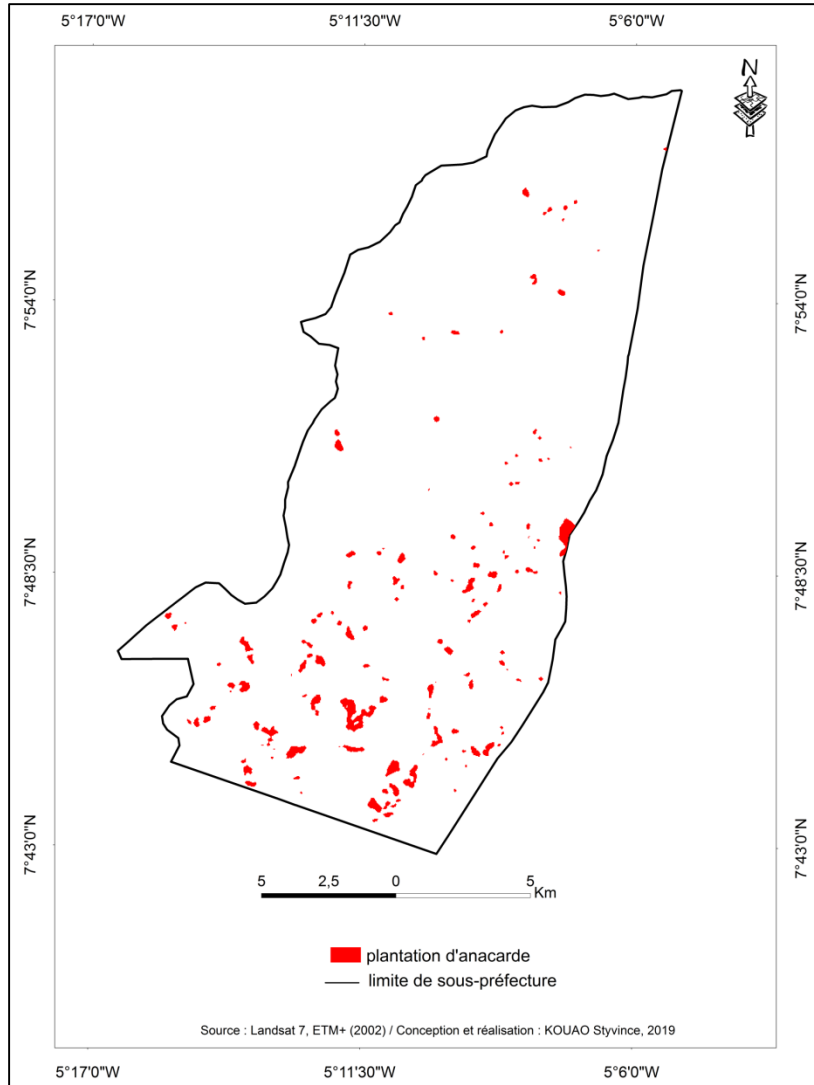 5°17'0"W 5°11'30"W 5°6'0"W
N
7°54'0"N 7°54'0"N
7°48'30"N 7°48'30"N
7°43'0"N 7°43'0"N
5 2,5 0 5
Km
plantation d'anacarde
limite de sous-préfecture
Source : Landsat 7, ETM+ (2002) / Conception et réalisation : KOUAO Styvince, 2019
5°17'0"W 5°11'30"W 5°6'0"W